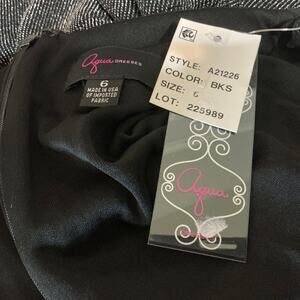 STYLE: A21226
COLOR: BKS
SIZE: 6
LOT: 225989
Aqua DRESSES
6
MADE IN USA
OF IMPORTED
FABRIC
Aqua